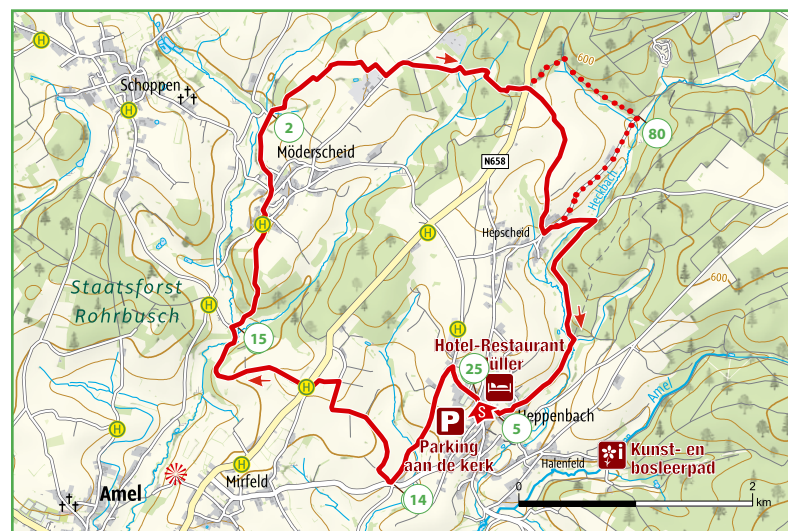 H
600
Schoppen
H
2
80
Möderscheid
N658
Heckbach
H
H
Hepscheid
600
Staatsforst
Rohrbusch
H
15
H
Hotel-Restaurant
üller
25
H
Amel
P
S
Heppenbach
5
H
Parking
aan de kerk
Kunst- en
bosleerpad
i
Halenfeld
H
Mirfeld
Amel
14
0
2
km